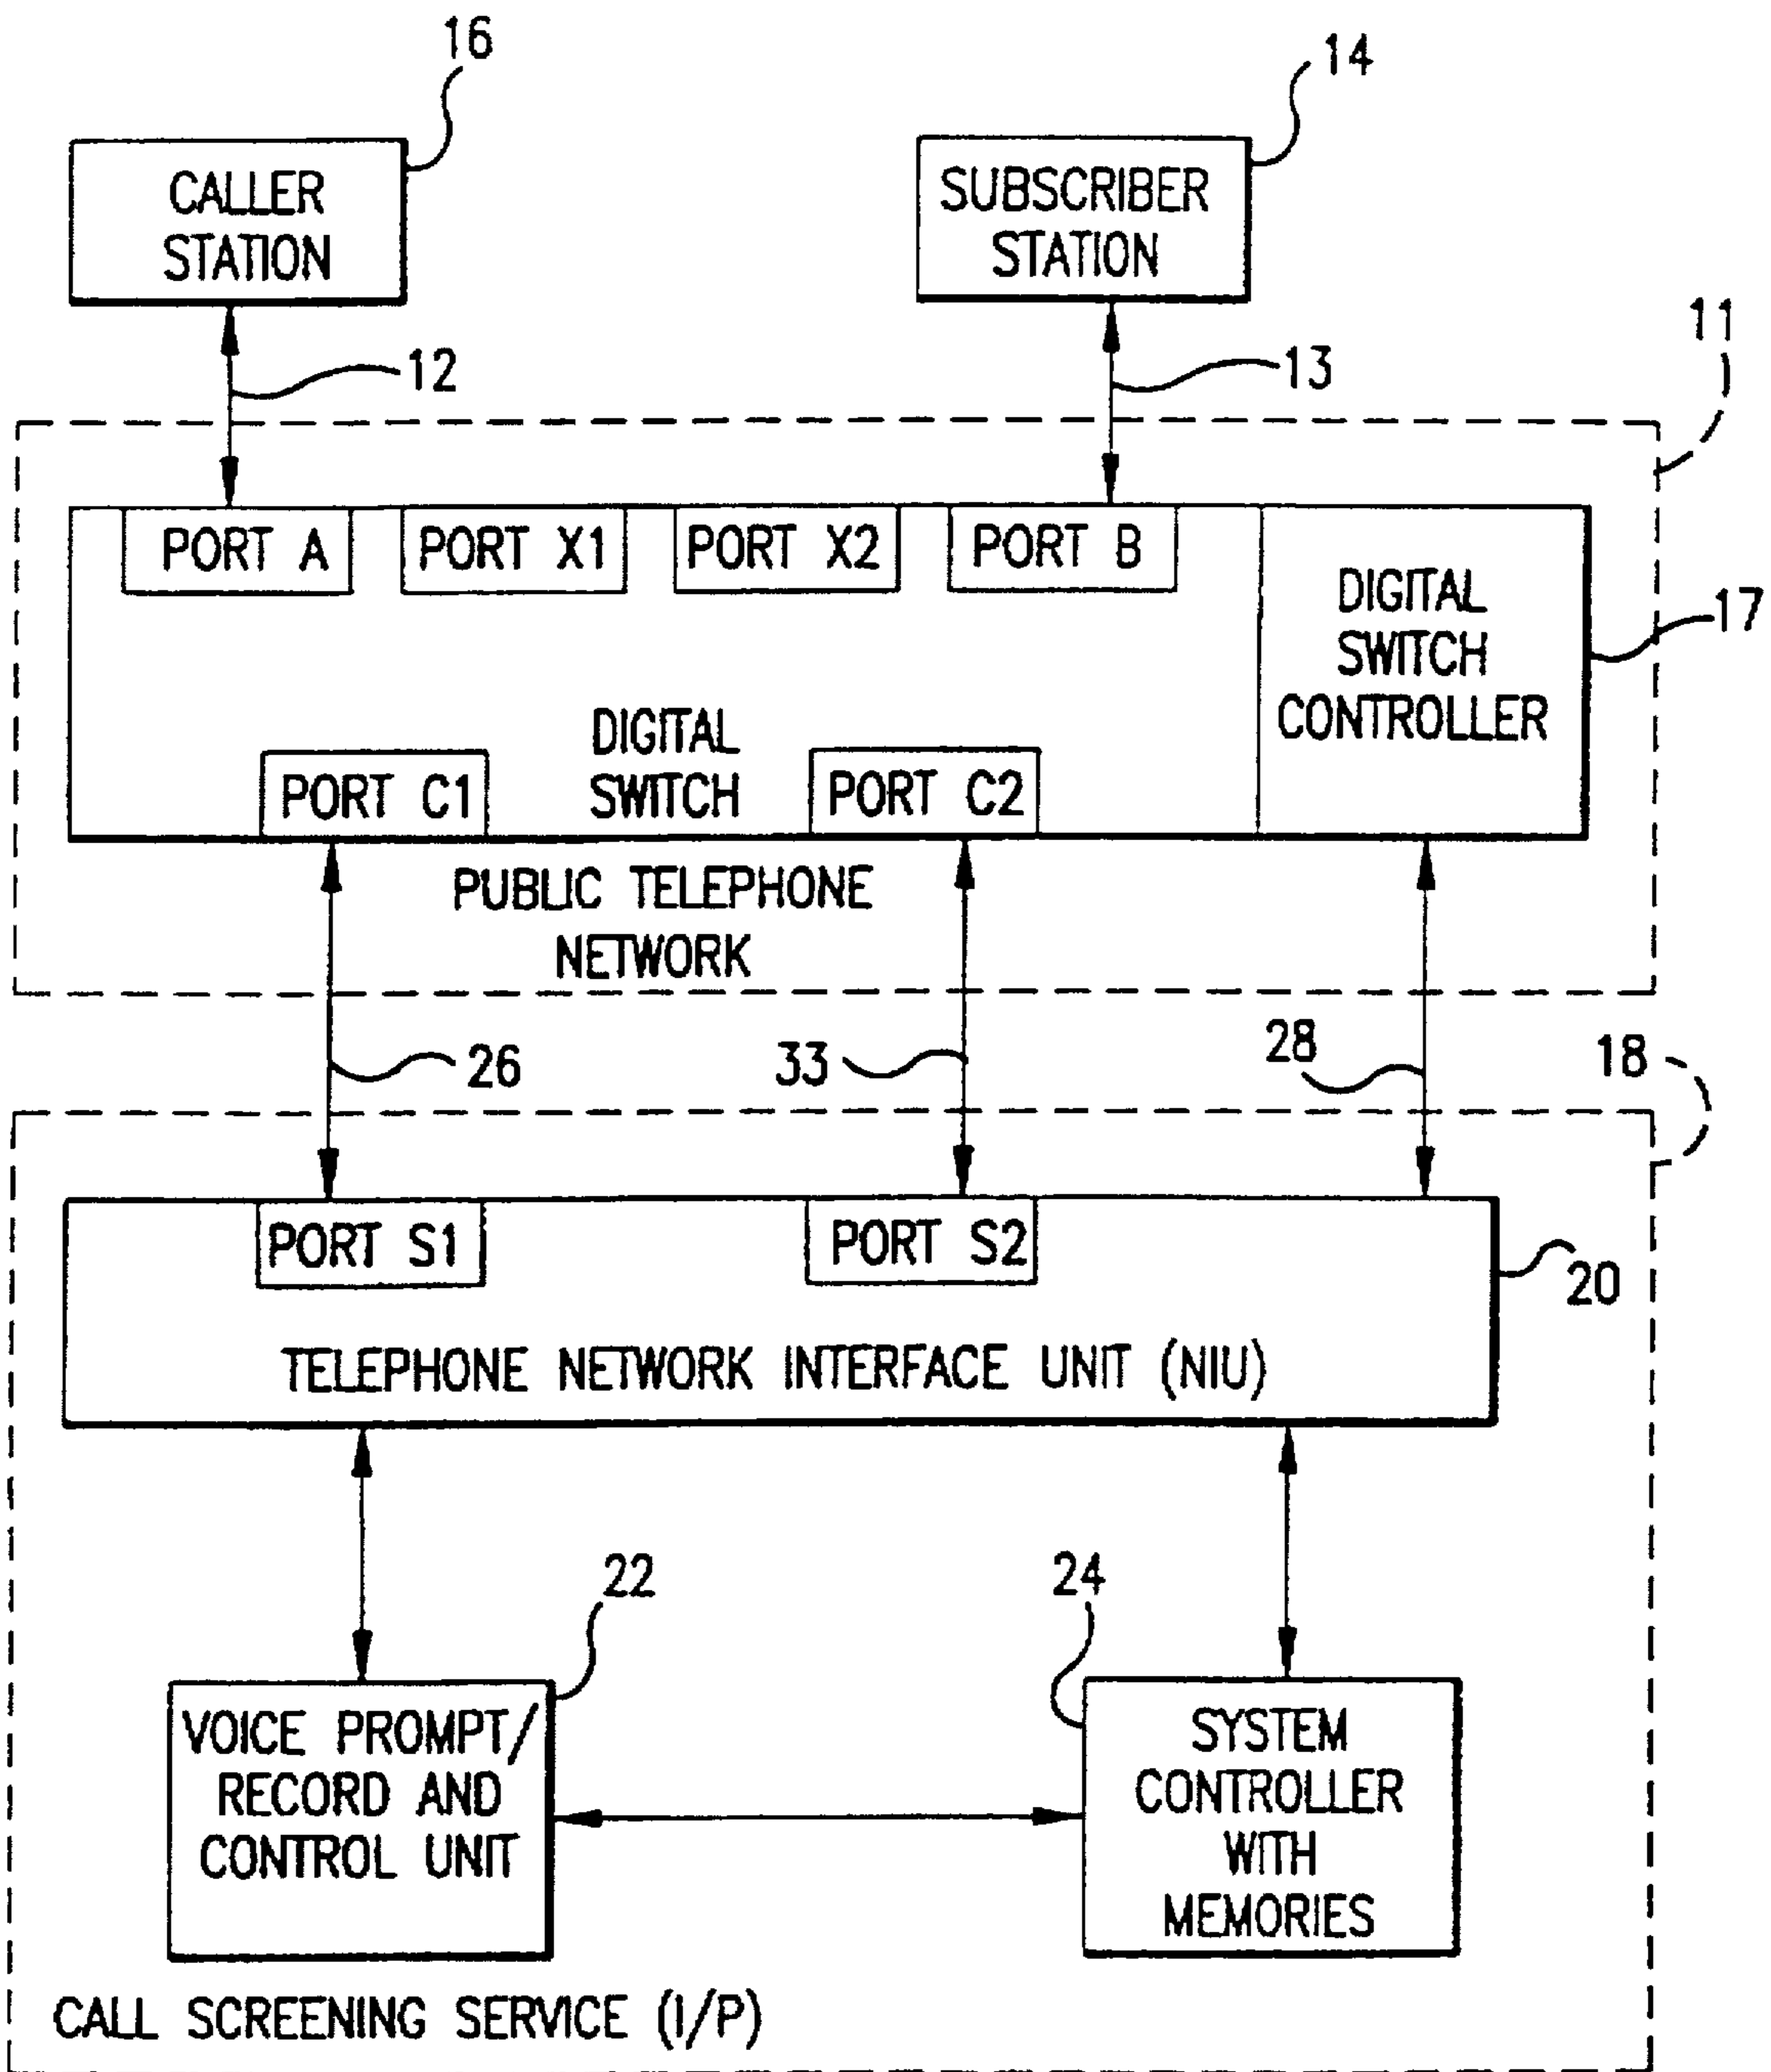 16
14
CALLER
STATION
SUBSCRIBER
STATION
11
12
13
PORT A
PORT X1
PORT X2
PORT B
DIGITAL
SWITCH
CONTROLLER
17
DIGITAL
SWITCH
PORT C1
PORT C2
PUBLIC TELEPHONE
NETWORK
26
33
28
18
PORT S1
PORT S2
20
TELEPHONE NETWORK INTERFACE UNIT (NIU)
22
24
VOICE PROMPT/
RECORD AND
CONTROL UNIT
SYSTEM
CONTROLLER
WITH
MEMORIES
CALL SCREENING SERVICE (I/P)